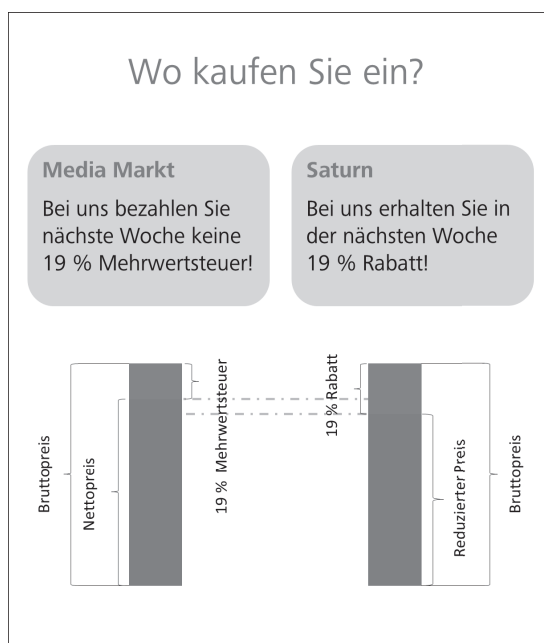 Wo kaufen Sie ein?
Media Markt
Bei uns bezahlen Sie
nächste Woche keine
19 % Mehrwertsteuer!
Saturn
Bei uns erhalten Sie in
der nächsten Woche
19 % Rabatt!
Bruttopreis
Nettopreis
19 % Mehrwertsteuer
19 % Rabatt
Reduzierter Preis
Bruttopreis